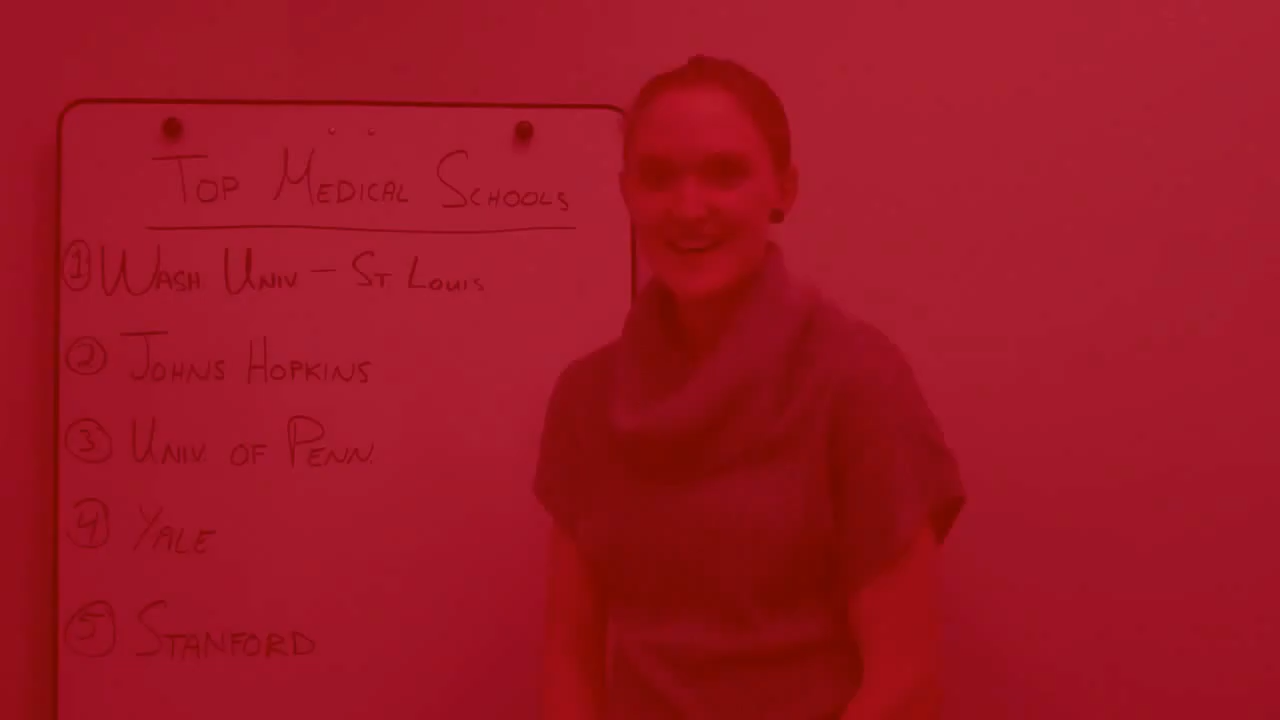 TOP MEDICAL SCHOOLS
1 WASH. UNIV - ST. LOUIS
2 JOHNS HOPKINS
3 UNIV. OF PENN.
4 YALE
5 STANFORD